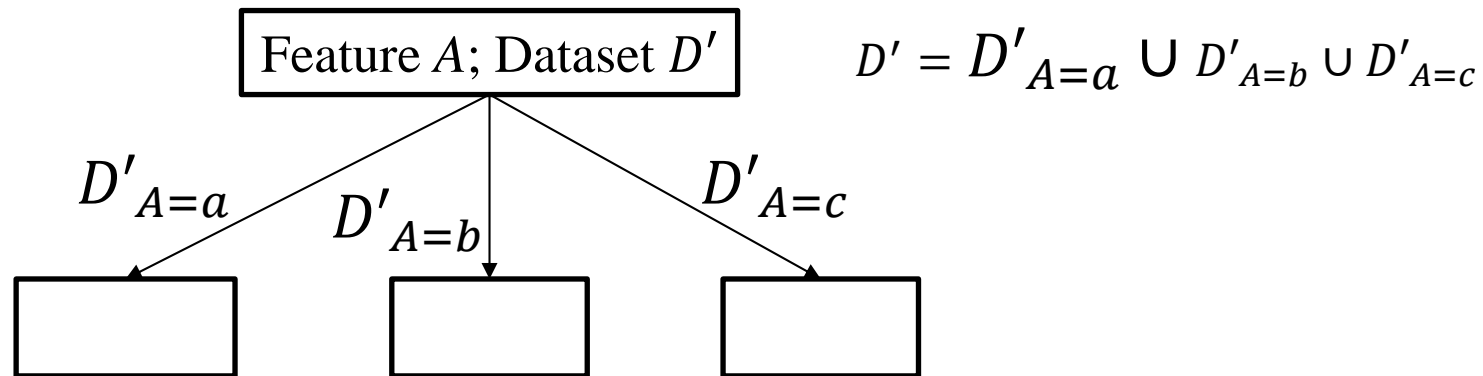 Feature A; Dataset D′
D′ = D′A=a ∪ D′A=b ∪ D′A=c
D′A=a
D′A=b
D′A=c